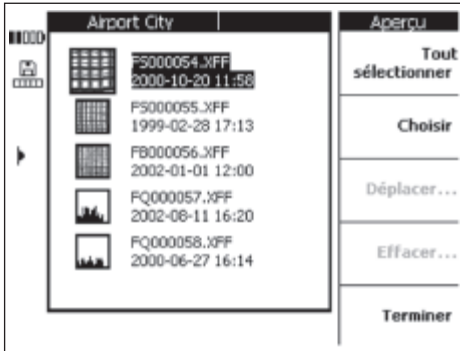 Airport City
Aperçu
FS000054.XFF
2000-10-20 11:58
FS000055.XFF
1999-02-28 17:13
FB000056.XFF
2002-01-01 12:00
FQ000057.XFF
2002-08-11 16:20
FQ000058.XFF
2000-06-27 16:14
Tout
sélectionner
Choisir
Déplacer...
Effacer...
Terminer